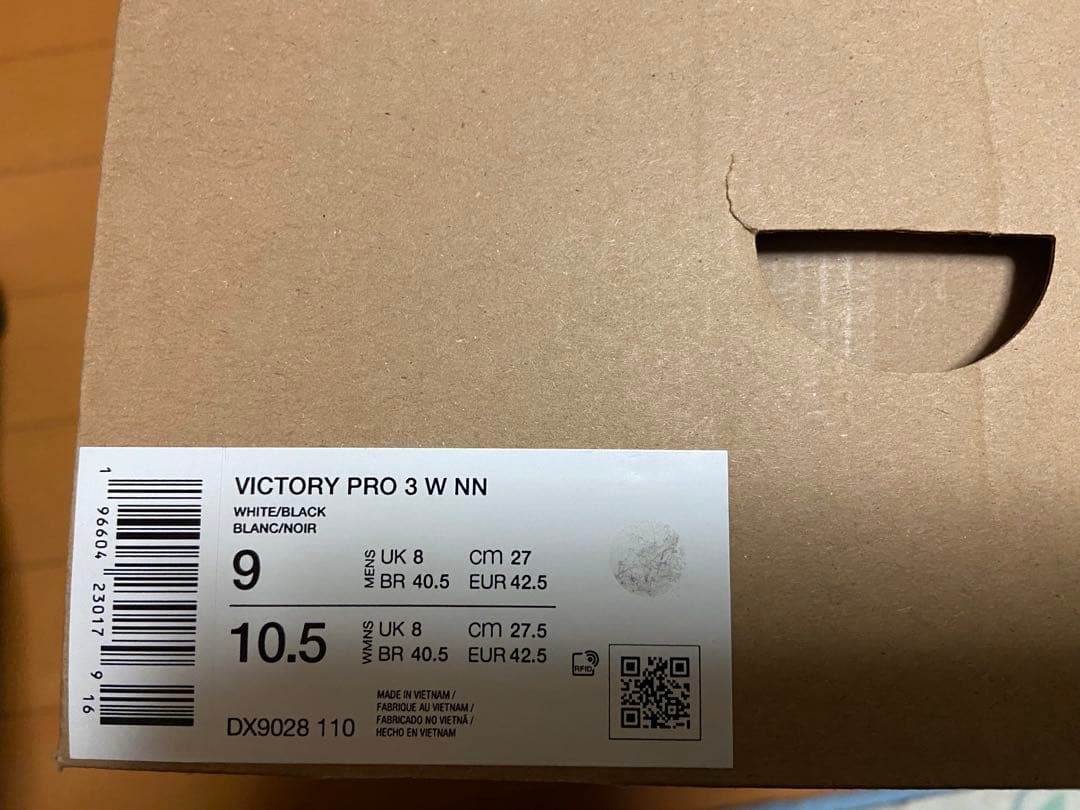 VICTORY PRO 3 W NN
WHITE/BLACK
BLANC/NOIR
9 MENS UK 8 CM 27
BR 40.5 EUR 42.5
10.5 WMNS UK 8 CM 27.5
BR 40.5 EUR 42.5
RFID
DX9028 110
MADE IN VIETNAM /
FABRIQUE AU VIETNAM /
FABRICADO NO VIETNÃ /
HECHO EN VIETNAM
1 96604 23017 9 16